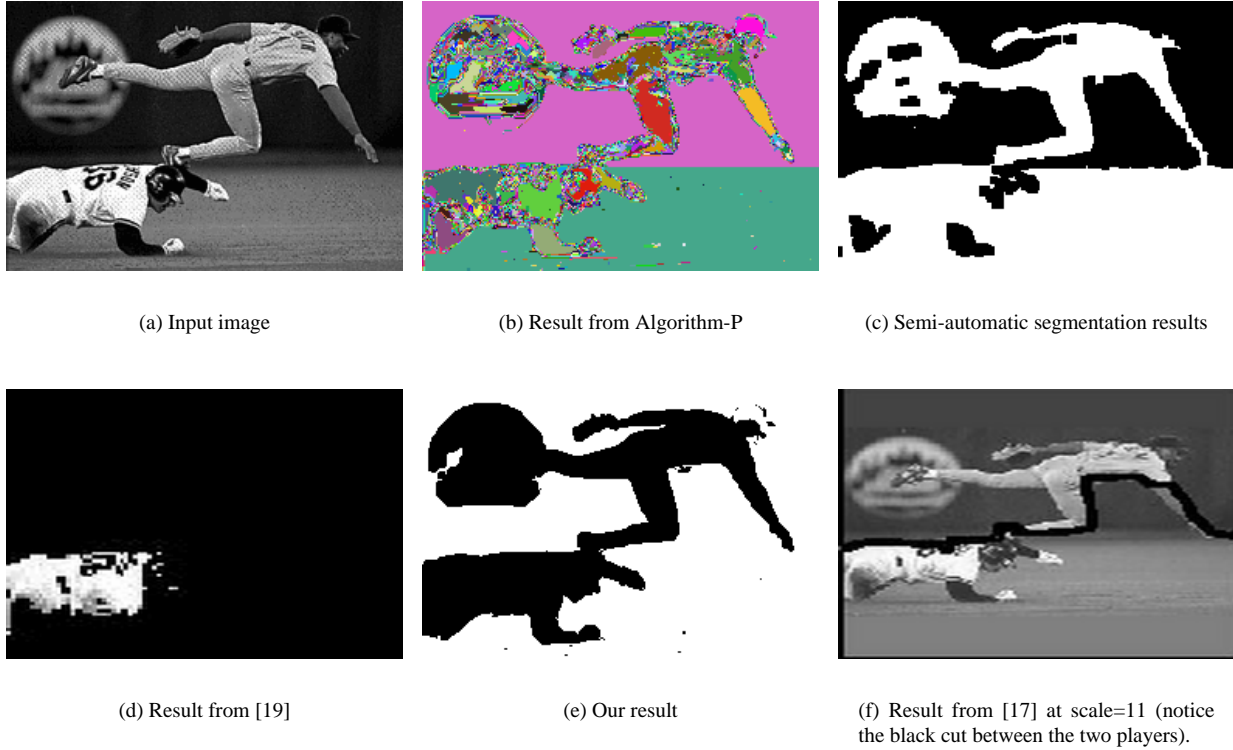 (a) Input image
(b) Result from Algorithm-P
(c) Semi-automatic segmentation results
(d) Result from [19]
(e) Our result
(f) Result from [17] at scale=11 (notice
the black cut between the two players).